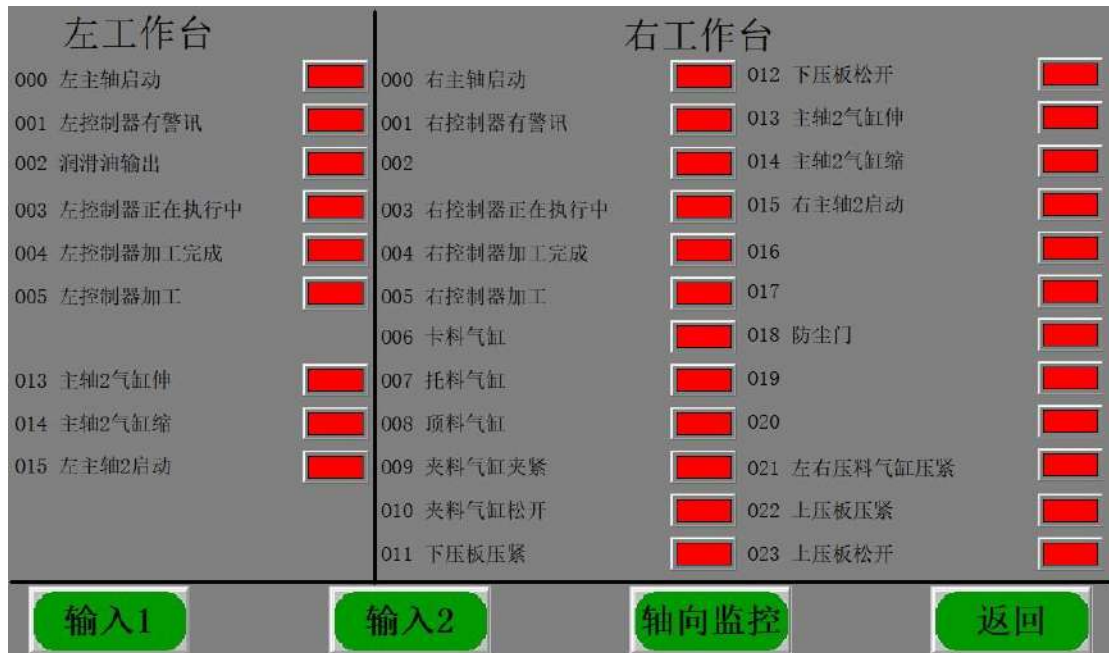 左工作台
000 左主轴启动
001 左控制器有警讯
002 润滑油输出
003 左控制器正在执行中
004 左控制器加工完成
005 左控制器加工
013 主轴2气缸伸
014 主轴2气缸缩
015 左主轴2启动
右工作台
000 右主轴启动
001 右控制器有警讯
002
003 右控制器正在执行中
004 右控制器加工完成
005 右控制器加工
006 卡料气缸
007 托料气缸
008 顶料气缸
009 夹料气缸夹紧
010 夹料气缸松开
011 下压板压紧
012 下压板松开
013 主轴2气缸伸
014 主轴2气缸缩
015 右主轴2启动
016
017
018 防尘门
019
020
021 左右压料气缸压紧
022 上压板压紧
023 上压板松开
输入1
输入2
轴向监控
返回